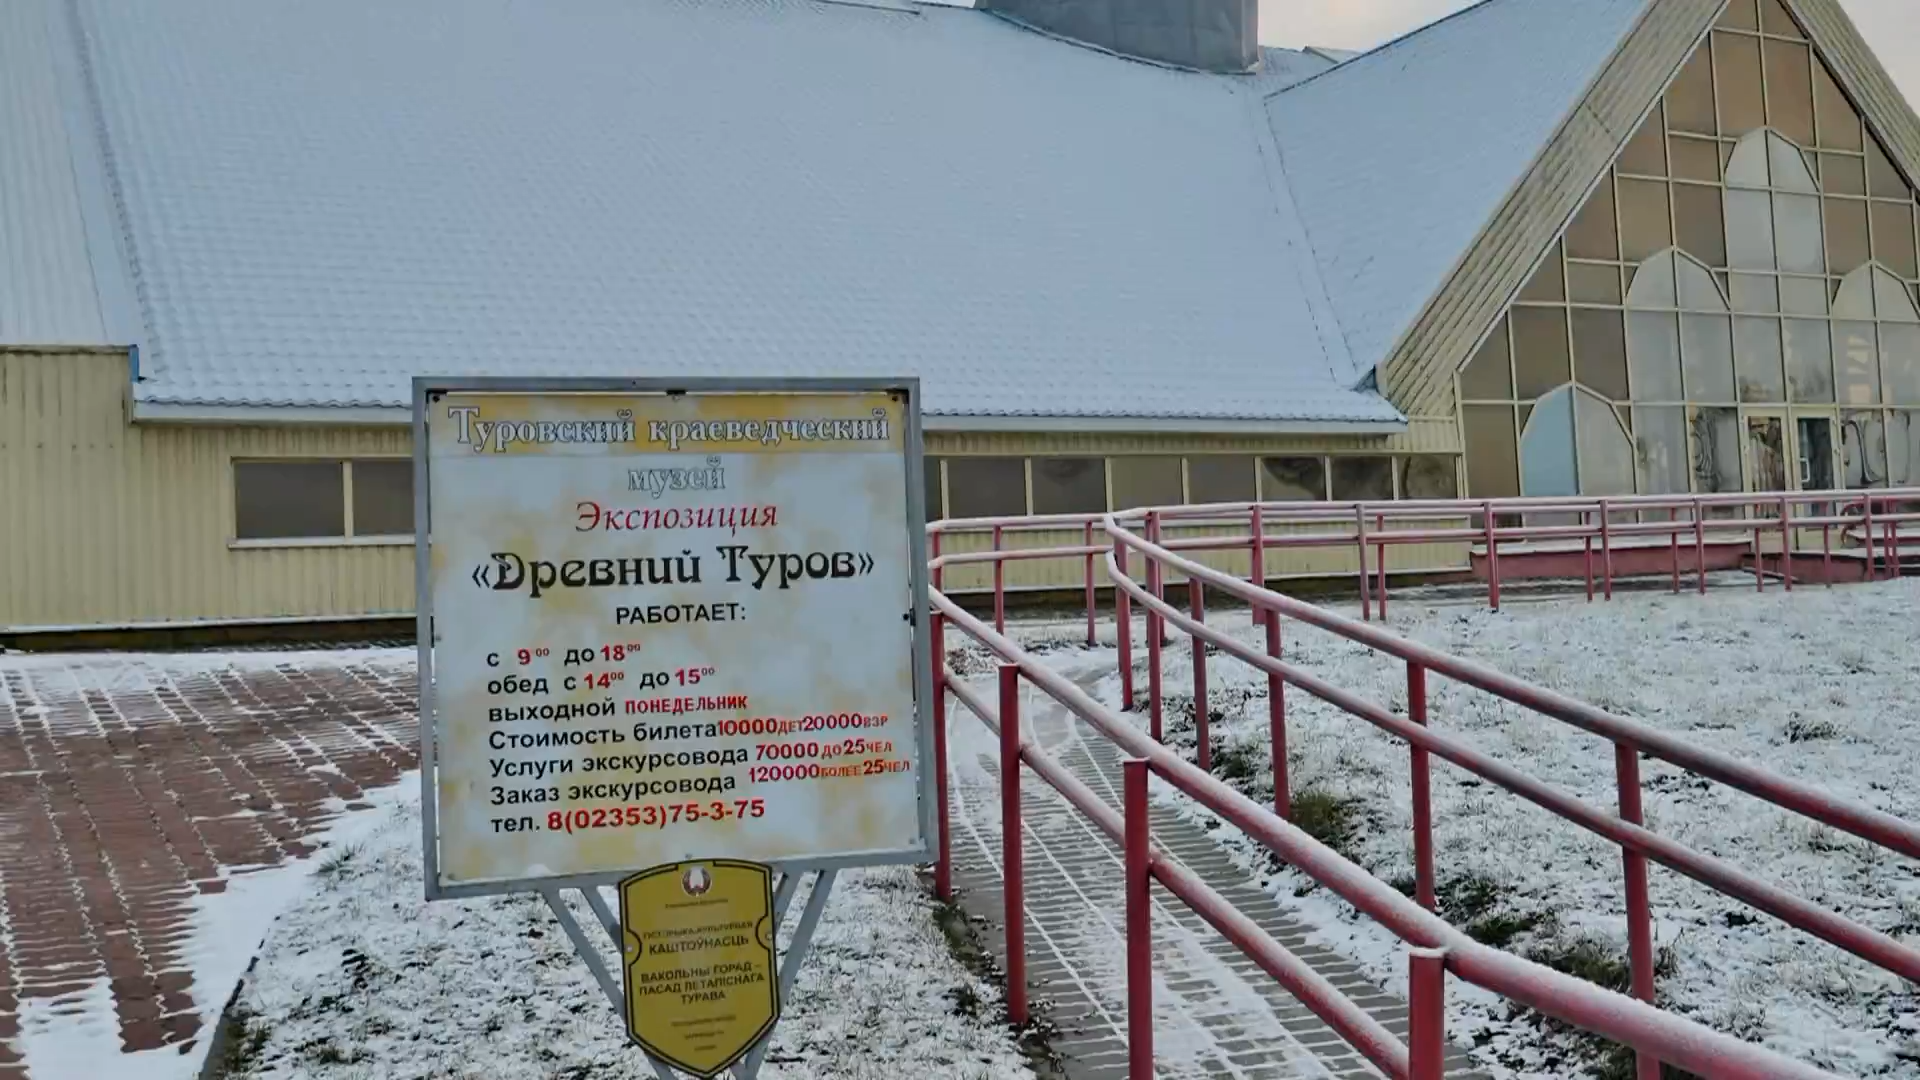 Туровский краеведческий
музей
Экспозиция
«Древний Туров»
РАБОТАЕТ:
с 9⁰⁰ до 18⁰⁰
обед с 14⁰⁰ до 15⁰⁰
выходной ПОНЕДЕЛЬНИК
Стоимость билета 10000 ДЕТ 20000 ВЗР
Услуги экскурсовода 70000 ДО 25 ЧЕЛ
Заказ экскурсовода 120000 БОЛЕЕ 25 ЧЕЛ
тел. 8(02353)75-3-75
КАШТОЎНАСЦЬ
ВАКОЛЬНЫ ГОРАД –
ПАСАД ЛЕТАПІСНАГА
ТУРАВА